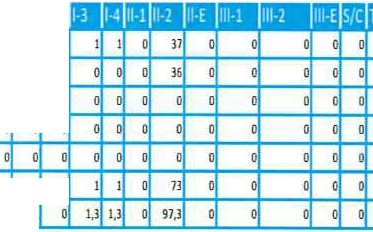 I-3 I-4 II-1 II-2 II-E III-1 III-2 III-E S/C
1 1 0 37 0 0 0 0 0
0 0 0 36 0 0 0 0 0
0 0 0 0 0 0 0 0 0
0 0 0 0 0 0 0 0 0
0 0 0 0 0 0 0 0 0 0 0 0
1 1 0 73 0 0 0 0 0
0 1,3 1,3 0 97,3 0 0 0 0 0